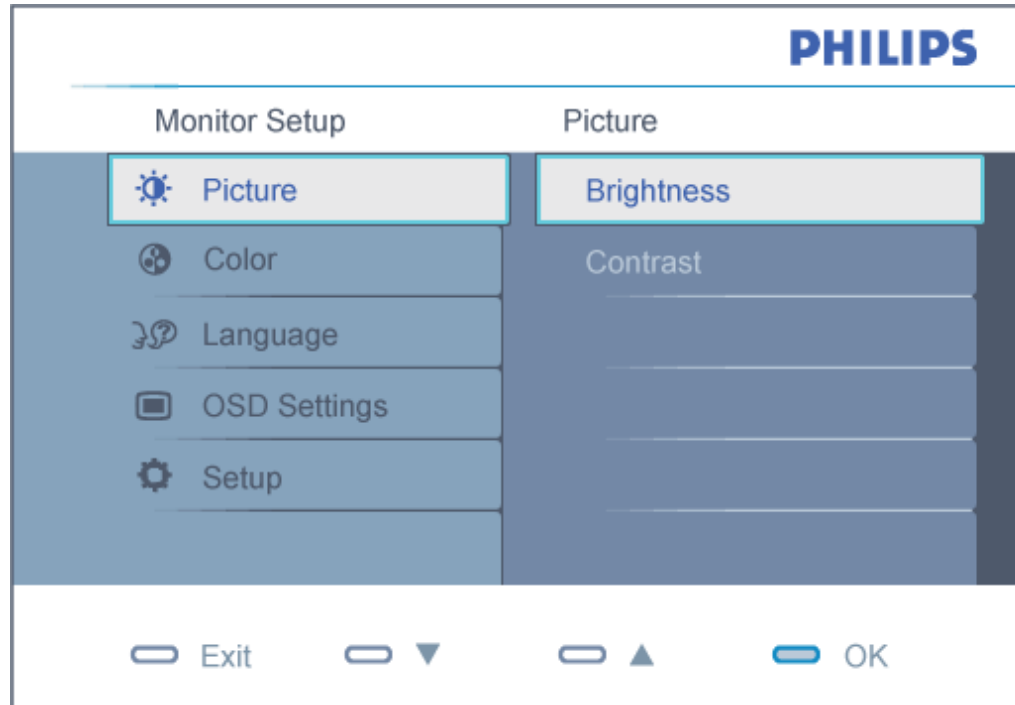 PHILIPS
Monitor Setup
Picture
Picture
Brightness
Color
Contrast
Language
OSD Settings
Setup
Exit ▼ ▲ OK